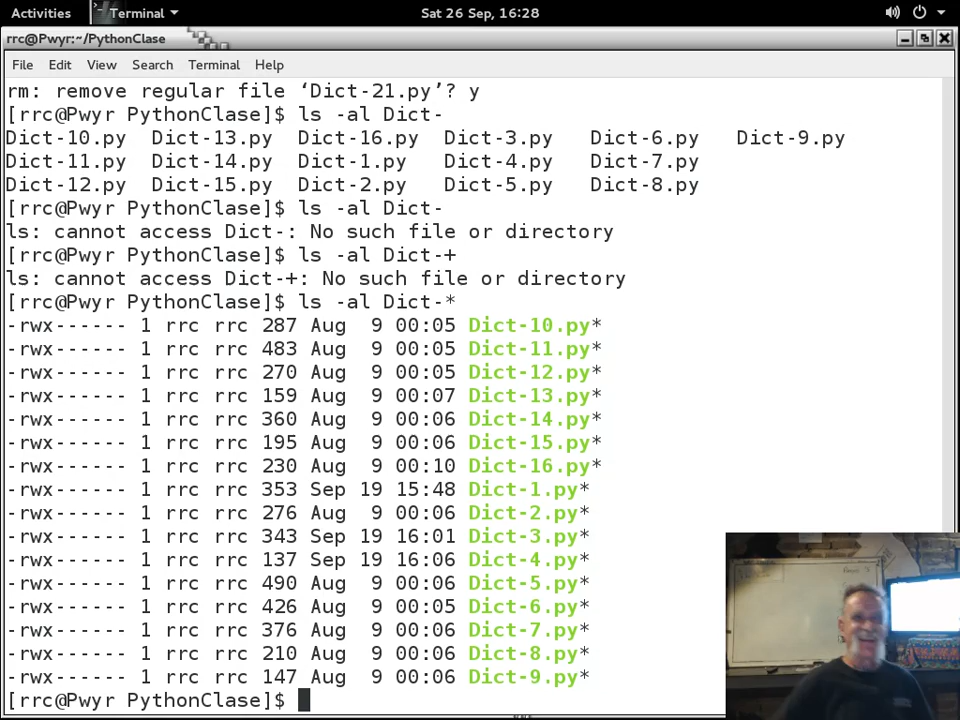 Activities
Terminal
Sat 26 Sep, 16:28
rrc@Pwyr:~/PythonClase
File Edit View Search Terminal Help
rm: remove regular file ‘Dict-21.py’? y
[rrc@Pwyr PythonClase]$ ls -al Dict-
Dict-10.py Dict-13.py Dict-16.py Dict-3.py Dict-6.py Dict-9.py
Dict-11.py Dict-14.py Dict-1.py Dict-4.py Dict-7.py
Dict-12.py Dict-15.py Dict-2.py Dict-5.py Dict-8.py
[rrc@Pwyr PythonClase]$ ls -al Dict-
ls: cannot access Dict-: No such file or directory
[rrc@Pwyr PythonClase]$ ls -al Dict-+
ls: cannot access Dict-+: No such file or directory
[rrc@Pwyr PythonClase]$ ls -al Dict-*
-rwx------ 1 rrc rrc 287 Aug 9 00:05 Dict-10.py*
-rwx------ 1 rrc rrc 483 Aug 9 00:05 Dict-11.py*
-rwx------ 1 rrc rrc 270 Aug 9 00:05 Dict-12.py*
-rwx------ 1 rrc rrc 159 Aug 9 00:07 Dict-13.py*
-rwx------ 1 rrc rrc 360 Aug 9 00:06 Dict-14.py*
-rwx------ 1 rrc rrc 195 Aug 9 00:06 Dict-15.py*
-rwx------ 1 rrc rrc 230 Aug 9 00:10 Dict-16.py*
-rwx------ 1 rrc rrc 353 Sep 19 15:48 Dict-1.py*
-rwx------ 1 rrc rrc 276 Aug 9 00:06 Dict-2.py*
-rwx------ 1 rrc rrc 343 Sep 19 16:01 Dict-3.py*
-rwx------ 1 rrc rrc 137 Sep 19 16:06 Dict-4.py*
-rwx------ 1 rrc rrc 490 Aug 9 00:06 Dict-5.py*
-rwx------ 1 rrc rrc 426 Aug 9 00:05 Dict-6.py*
-rwx------ 1 rrc rrc 376 Aug 9 00:06 Dict-7.py*
-rwx------ 1 rrc rrc 210 Aug 9 00:06 Dict-8.py*
-rwx------ 1 rrc rrc 147 Aug 9 00:06 Dict-9.py*
[rrc@Pwyr PythonClase]$